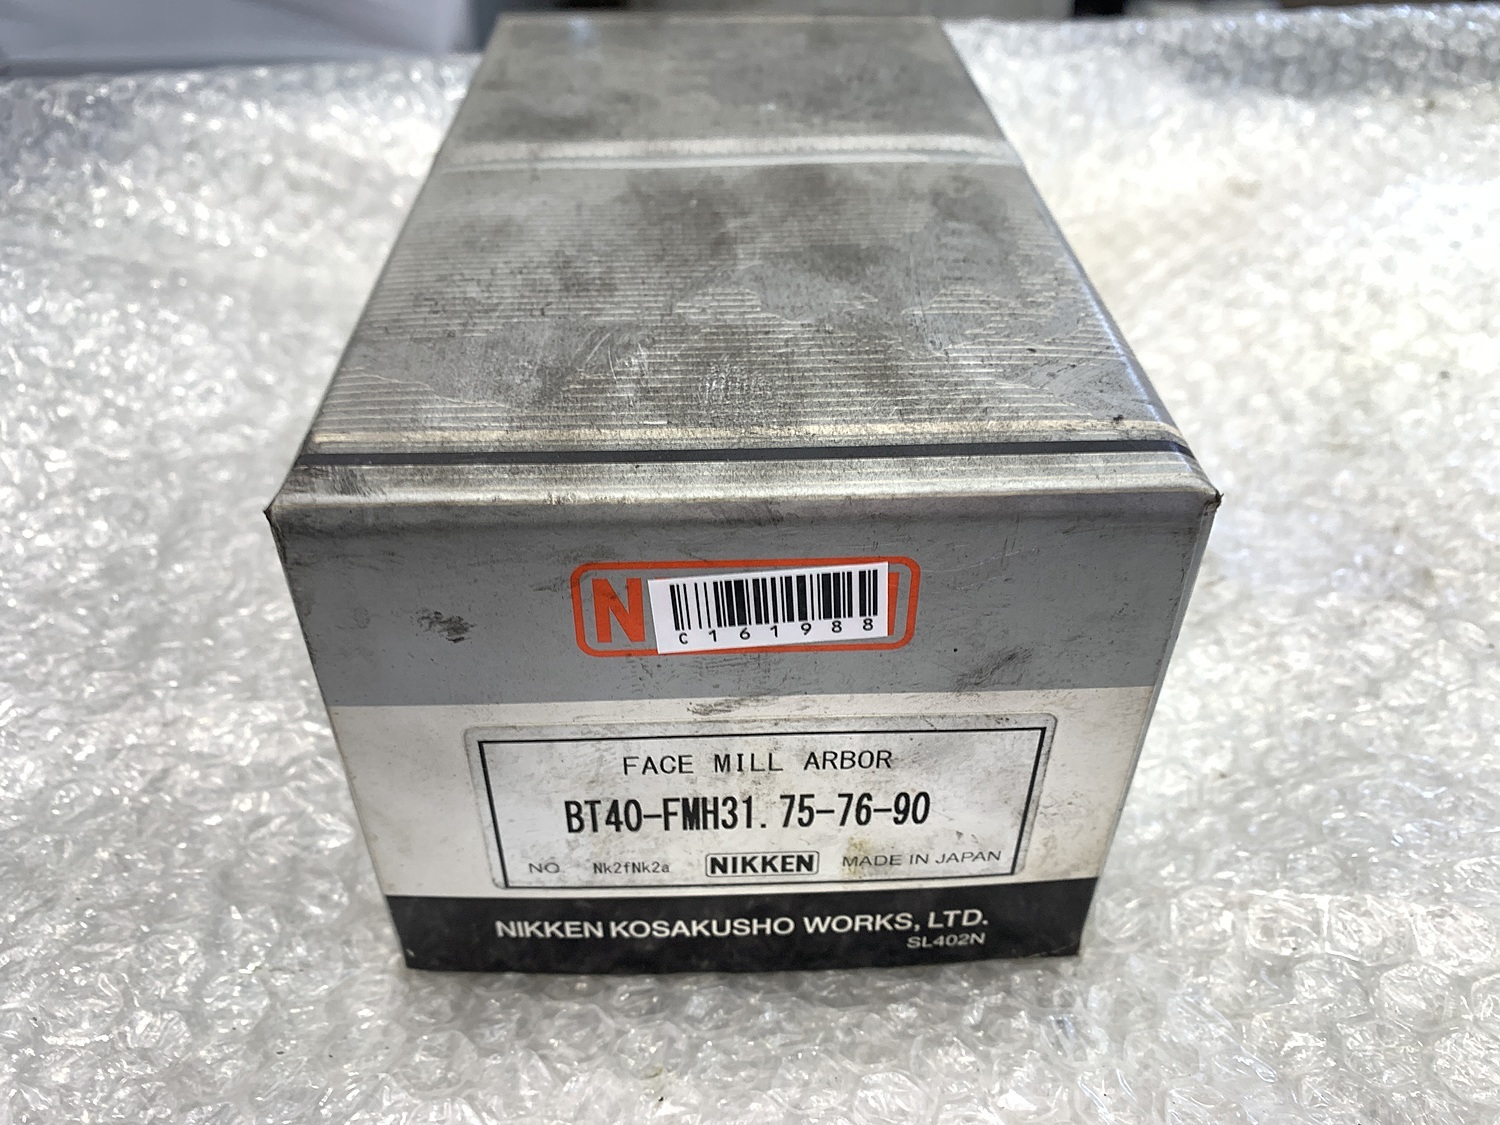 N
C161988
FACE MILL ARBOR
BT40-FMH31.75-76-90
NO. Nk2fNk2a NIKKEN MADE IN JAPAN
NIKKEN KOSAKUSHO WORKS, LTD.
SL402N